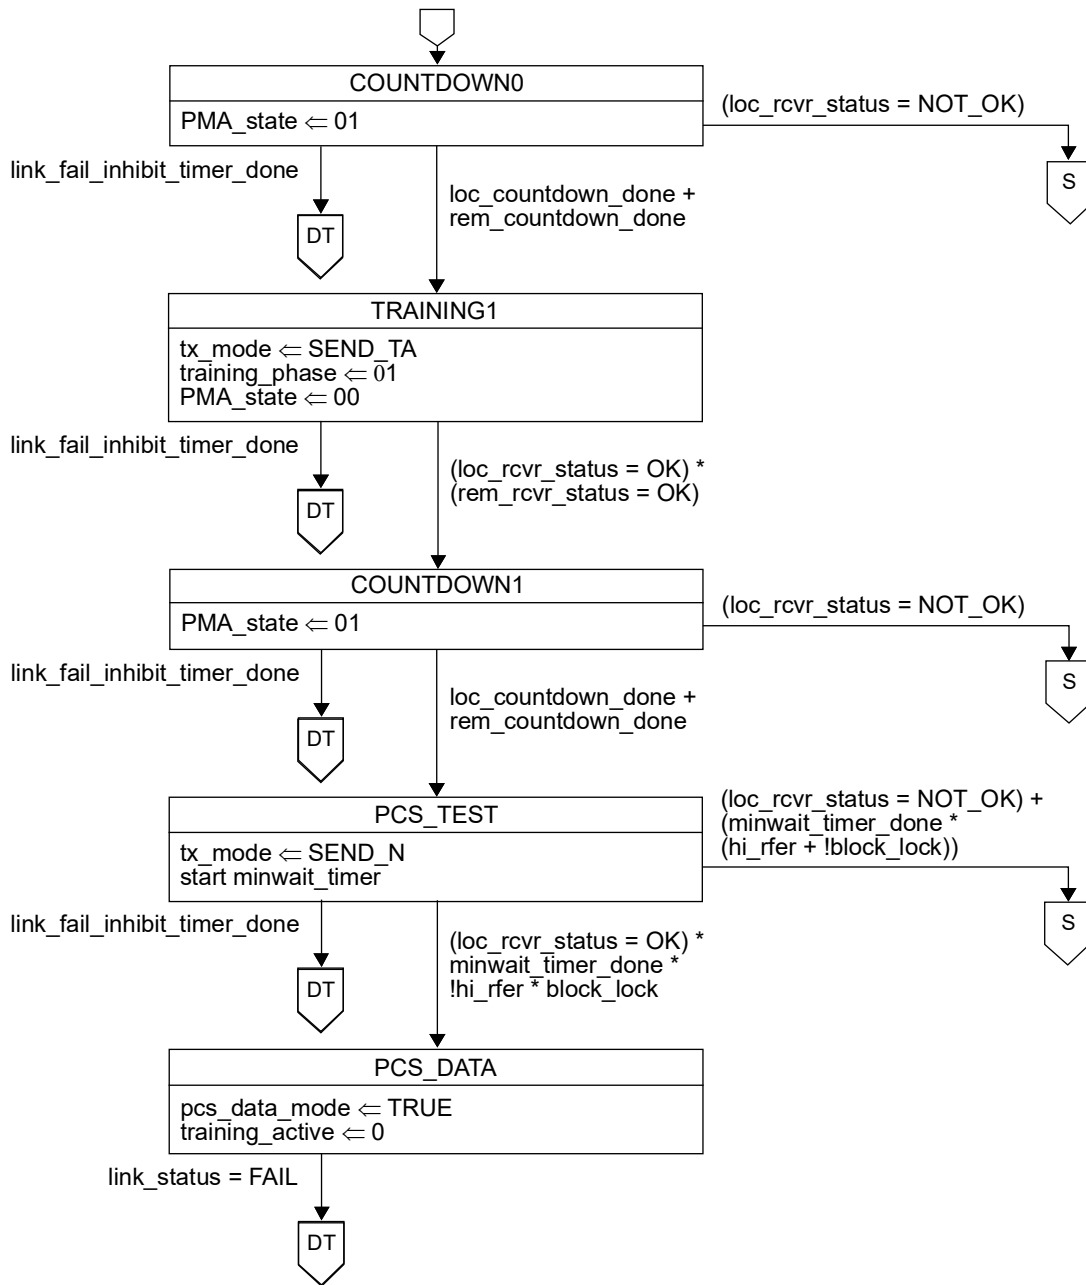 COUNTDOWN0
PMA_state ⇐ 01
(loc_rcvr_status = NOT_OK)
S
link_fail_inhibit_timer_done
DT
loc_countdown_done +
rem_countdown_done
TRAINING1
tx_mode ⇐ SEND_TA
training_phase ⇐ 01
PMA_state ⇐ 00
link_fail_inhibit_timer_done
DT
(loc_rcvr_status = OK) *
(rem_rcvr_status = OK)
COUNTDOWN1
PMA_state ⇐ 01
(loc_rcvr_status = NOT_OK)
S
link_fail_inhibit_timer_done
DT
loc_countdown_done +
rem_countdown_done
PCS_TEST
tx_mode ⇐ SEND_N
start minwait_timer
(loc_rcvr_status = NOT_OK) +
(minwait_timer_done *
(hi_rfer + !block_lock))
S
link_fail_inhibit_timer_done
DT
(loc_rcvr_status = OK) *
minwait_timer_done *
!hi_rfer * block_lock
PCS_DATA
pcs_data_mode ⇐ TRUE
training_active ⇐ 0
link_status = FAIL
DT